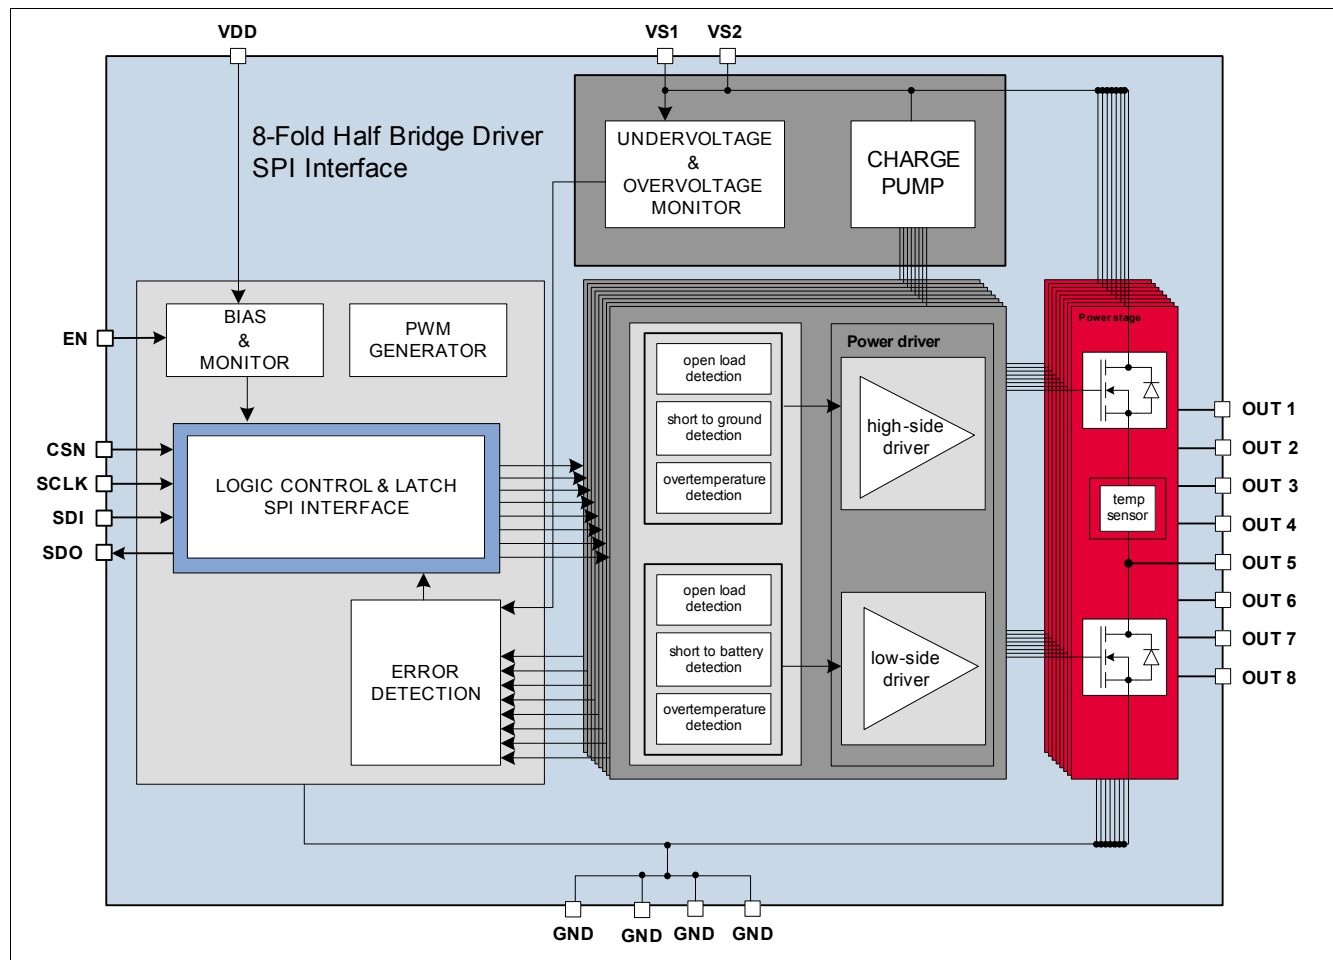 VDD
VS1
VS2
8-Fold Half Bridge Driver
SPI Interface
UNDERVOLTAGE
&
OVERVOLTAGE
MONITOR
CHARGE
PUMP
BIAS
&
MONITOR
PWM
GENERATOR
EN
CSN
SCLK
SDI
SDO
LOGIC CONTROL & LATCH
SPI INTERFACE
ERROR
DETECTION
open load
detection
short to ground
detection
overtemperature
detection
open load
detection
short to battery
detection
overtemperature
detection
Power driver
high-side
driver
low-side
driver
Power stage
temp
sensor
OUT 1
OUT 2
OUT 3
OUT 4
OUT 5
OUT 6
OUT 7
OUT 8
GND
GND
GND
GND